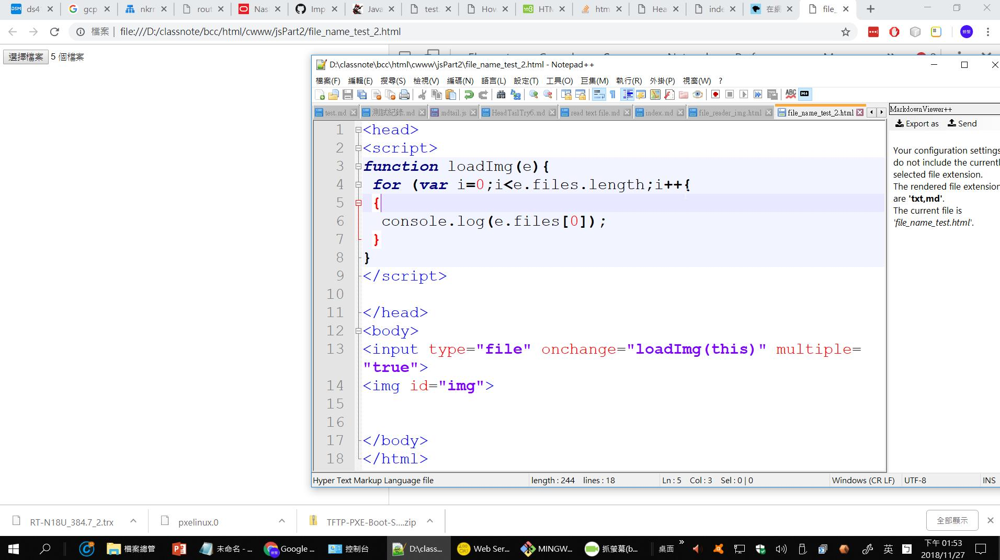 ds4
gcp
nkrr
rout
Nas
Imp
Java
test.
How
HTM
htm
Hea
inde
在網
file_
檔案
file:///D:/classnote/bcc/html/cwww/jsPart2/file_name_test_2.html
選擇檔案 5 個檔案
D:\classnote\bcc\html\cwww\jsPart2\file_name_test_2.html - Notepad++
檔案(F) 編輯(E) 搜尋(S) 檢視(V) 編碼(N) 語言(L) 設定(T) 工具(O) 巨集(M) 執行(R) 外掛(P) 視窗(W) ?
test.md 測試紀錄.md mdtail.js HeadTailTry6.md read text file.md index.md file_reader_img.html file_name_test_2.html
MarkdownViewer++
Export as Send
Your configuration settings
do not include the currentl
selected file extension.
The rendered file extension
are 'txt,md'.
The current file is
'file_name_test.html'.
1 <head>
2 <script>
3 function loadImg(e){
4 for (var i=0;i<e.files.length;i++{
5 {
6 console.log(e.files[0]);
7 }
8 }
9 </script>
10
11 </head>
12 <body>
13 <input type="file" onchange="loadImg(this)" multiple=
"true">
14 <img id="img">
15
16
17 </body>
18 </html>
Hyper Text Markup Language file length : 244 lines : 18 Ln : 5 Col : 3 Sel : 0 | 0 Windows (CR LF) UTF-8 INS
RT-N18U_384.7_2.trx
pxelinux.0
TFTP-PXE-Boot-S....zip
全部顯示
檔案總管
未命名 - ...
Google ...
控制台
D:\class...
Web Ser...
MINGW...
抓螢幕(b...
桌面
英
下午 01:53
2018/11/27